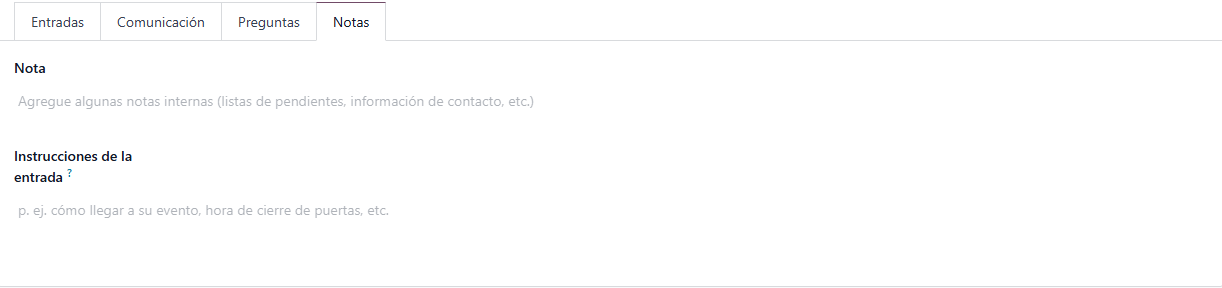 Entradas Comunicación Preguntas Notas
Nota
Agregue algunas notas internas (listas de pendientes, información de contacto, etc.)
Instrucciones de la
entrada ?
p. ej. cómo llegar a su evento, hora de cierre de puertas, etc.